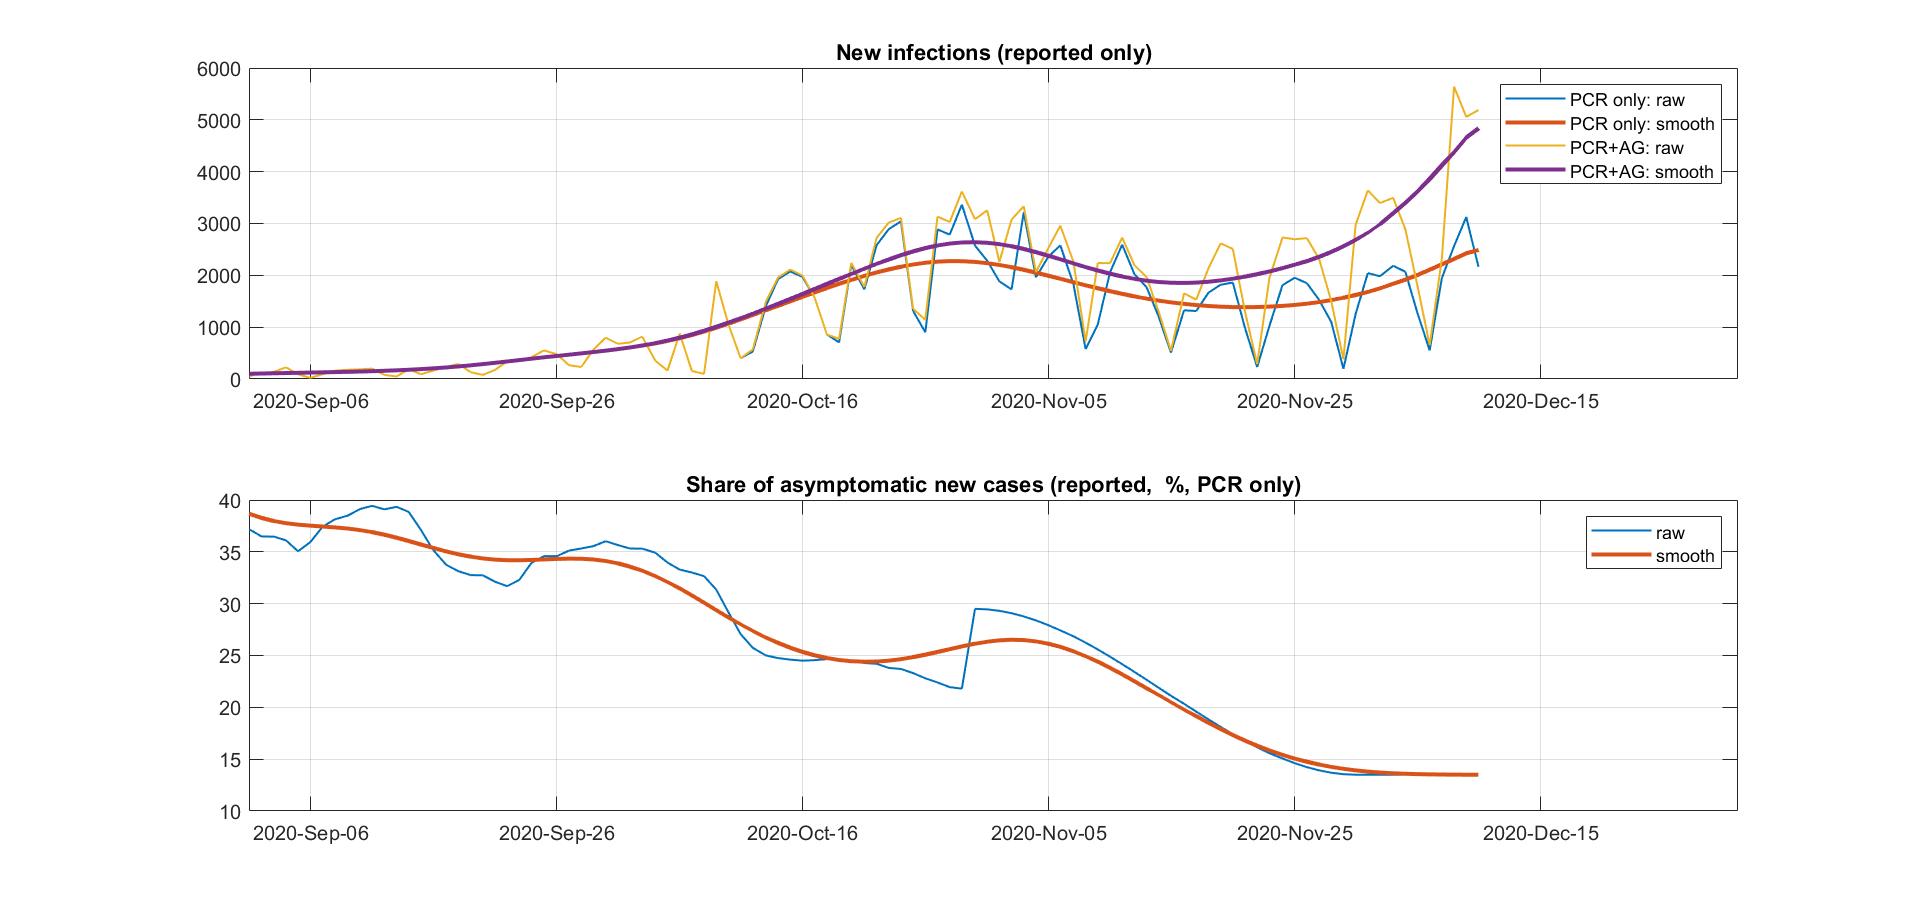 New infections (reported only)
6000
5000
4000
3000
2000
1000
0
PCR only: raw
PCR only: smooth
PCR+AG: raw
PCR+AG: smooth
2020-Sep-06 2020-Sep-26 2020-Oct-16 2020-Nov-05 2020-Nov-25 2020-Dec-15
Share of asymptomatic new cases (reported,  %, PCR only)
40
35
30
25
20
15
10
raw
smooth
2020-Sep-06 2020-Sep-26 2020-Oct-16 2020-Nov-05 2020-Nov-25 2020-Dec-15